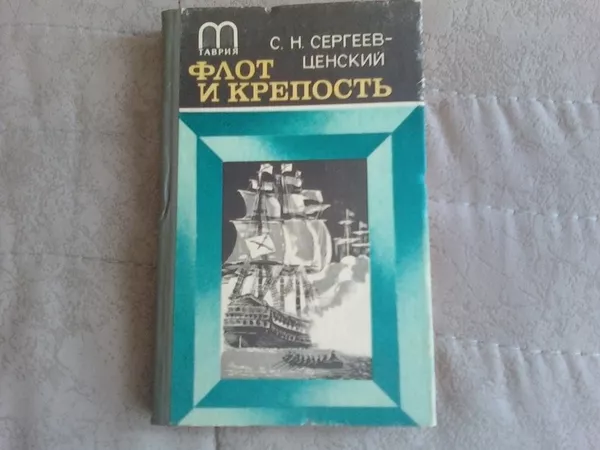 ТАВРИЯ
С. Н. СЕРГЕЕВ-
ЦЕНСКИЙ
ФЛОТ
И КРЕПОСТЬ